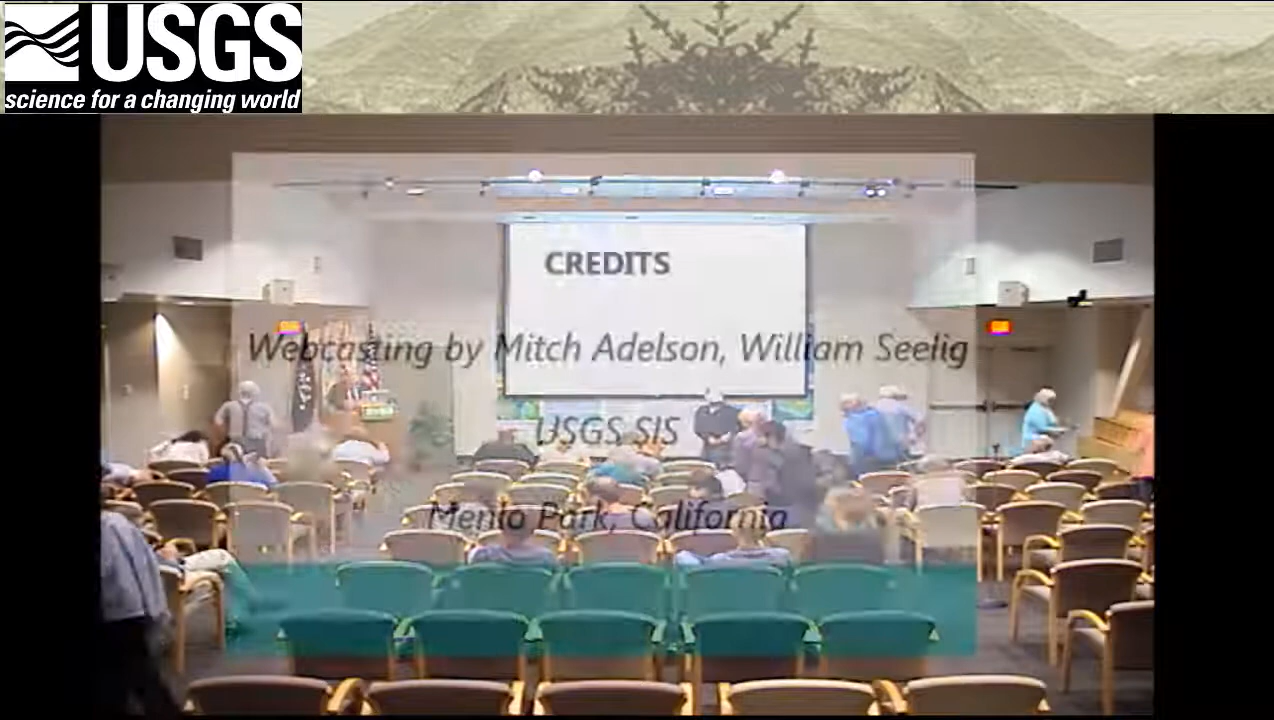 USGS
science for a changing world
CREDITS
Webcasting by Mitch Adelson, William Seelig
USGS SIS
Menlo Park, California